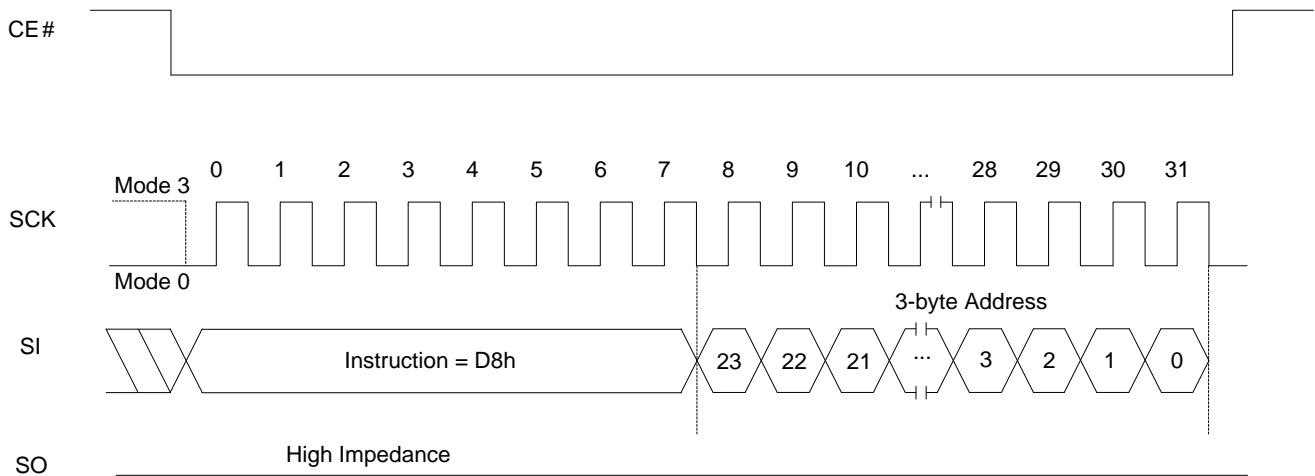 CE#
0 1 2 3 4 5 6 7 8 9 10 ... 28 29 30 31
Mode 3
SCK
Mode 0
3-byte Address
SI
Instruction = D8h
23 22 21 ... 3 2 1 0
High Impedance
SO